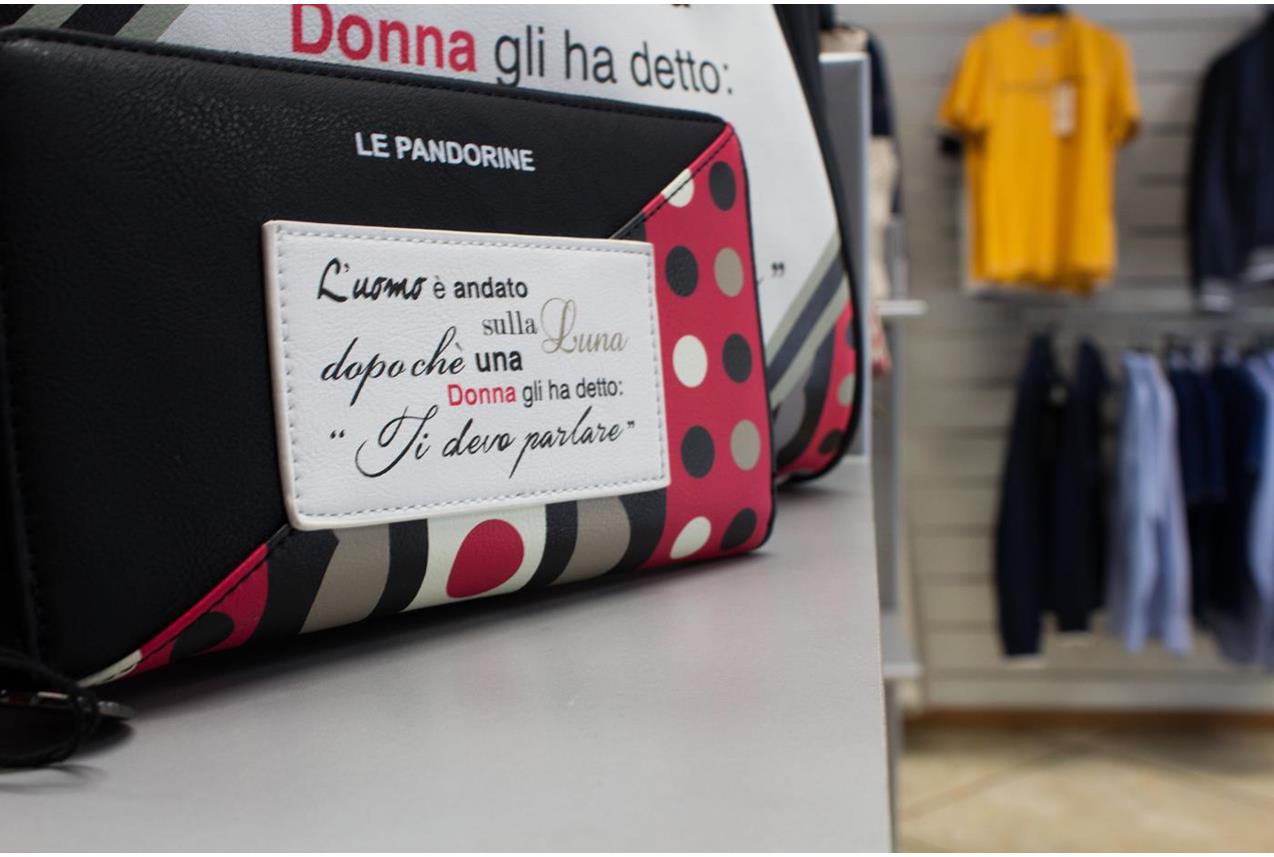 Donna gli ha detto:
LE PANDORINE
L'uomo è andato
sulla Luna
dopo chè una
Donna gli ha detto:
“ Ti devo parlare ”
”